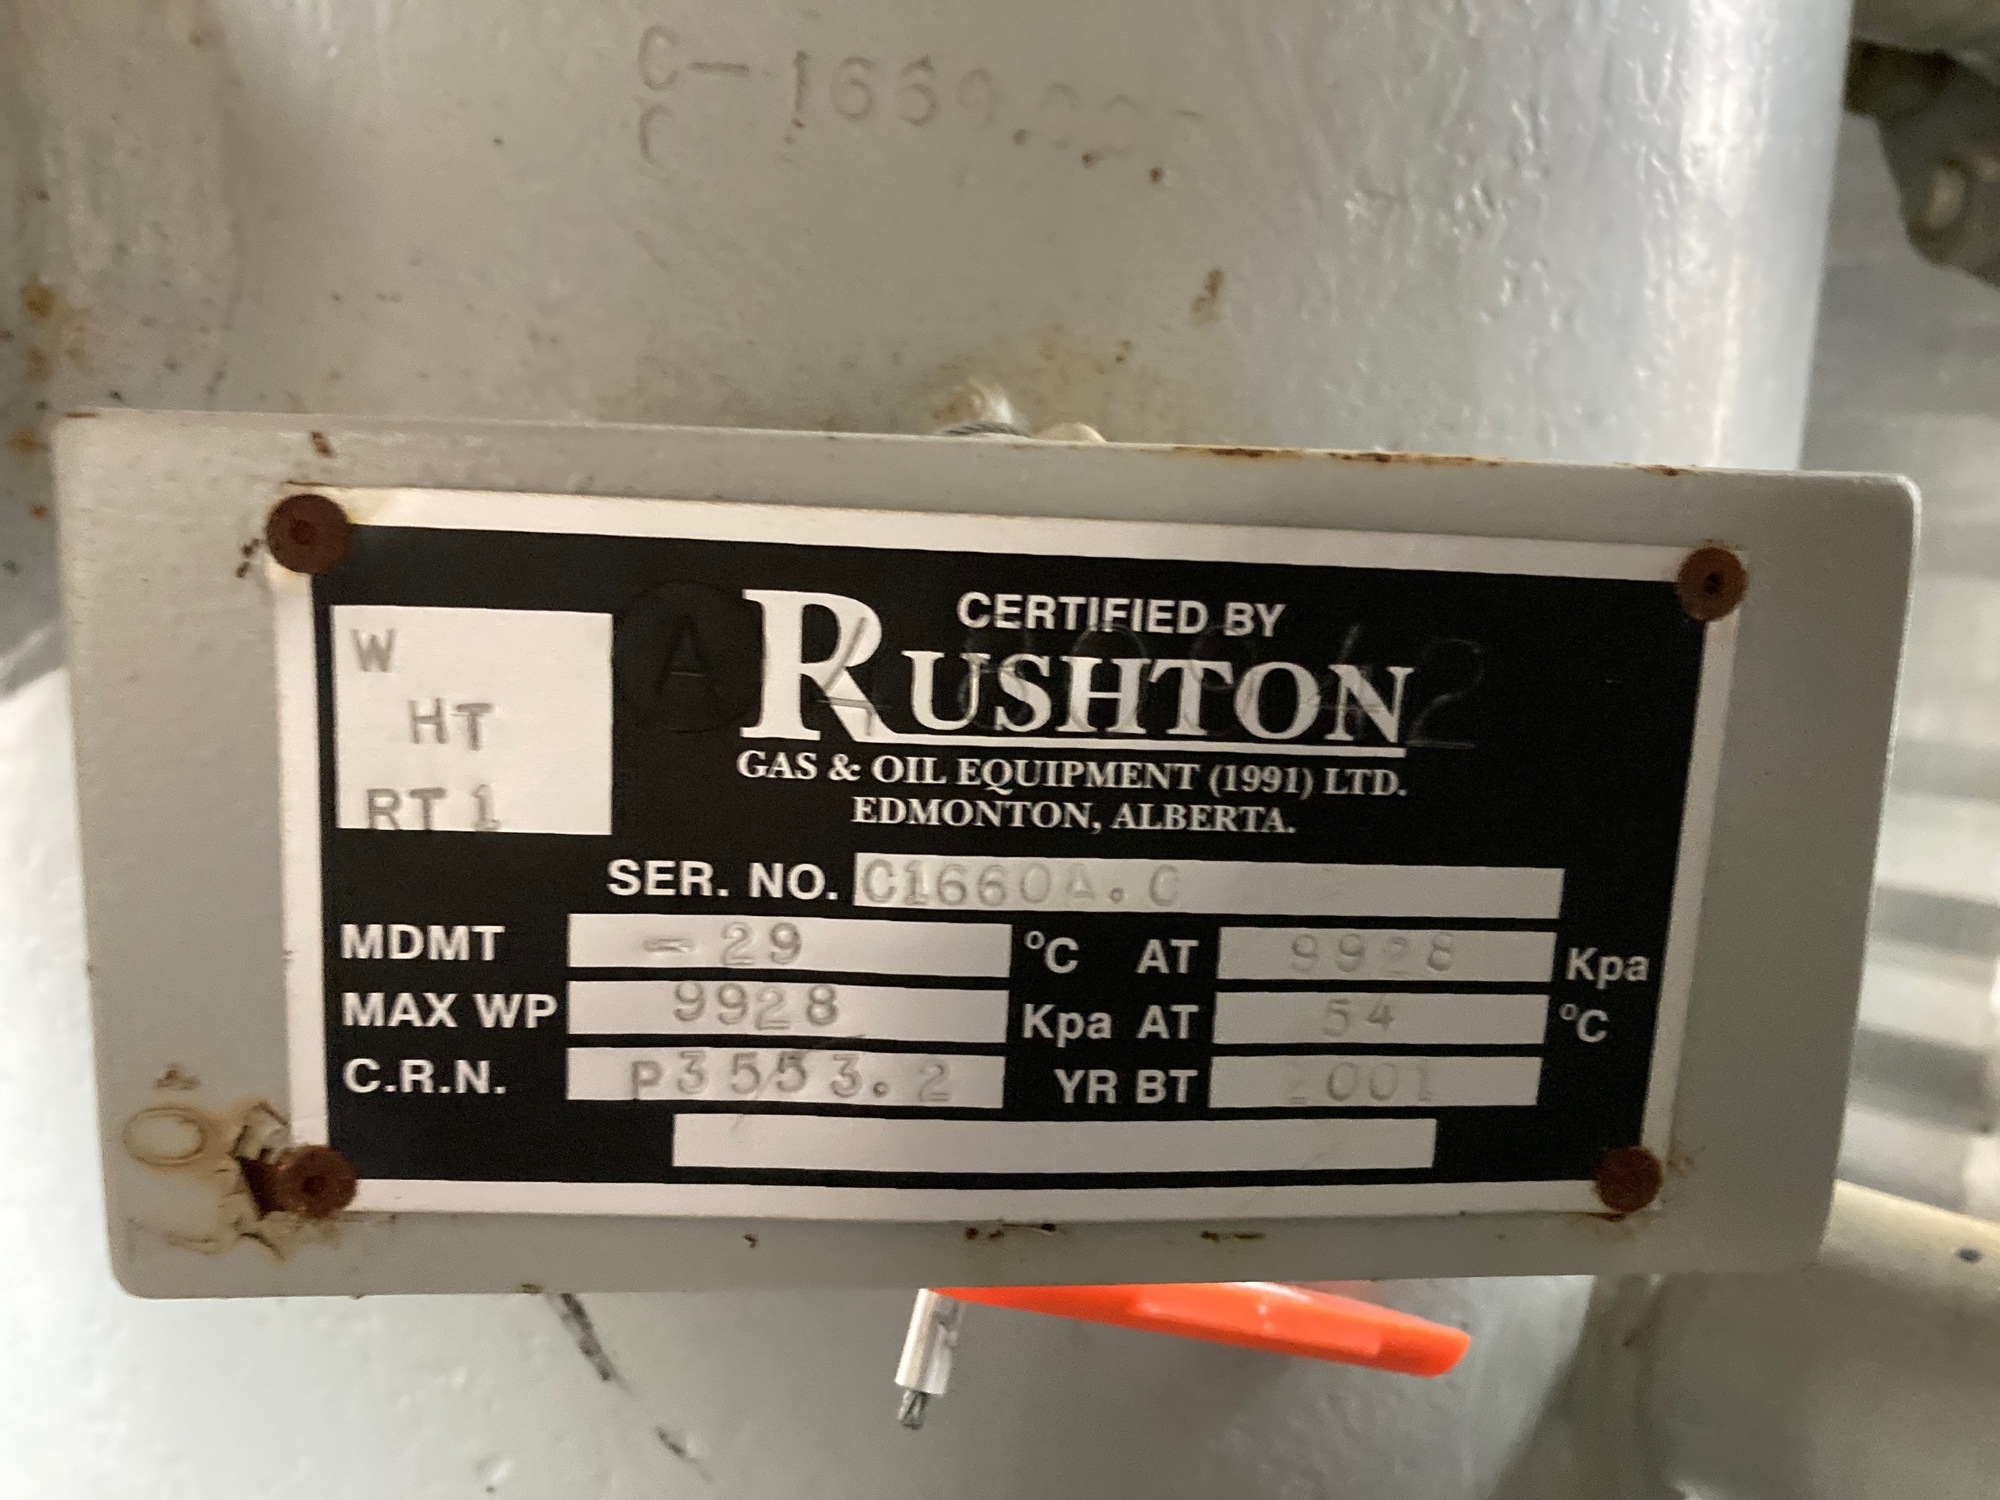 W
HT
RT 1
CERTIFIED BY
RUSHTON
GAS & OIL EQUIPMENT (1991) LTD.
EDMONTON, ALBERTA.
SER. NO. C1660A.C
MDMT -29 °C AT 9928 Kpa
MAX WP 9928 Kpa AT 54 °C
C.R.N. P3553.2 YR BT 2001